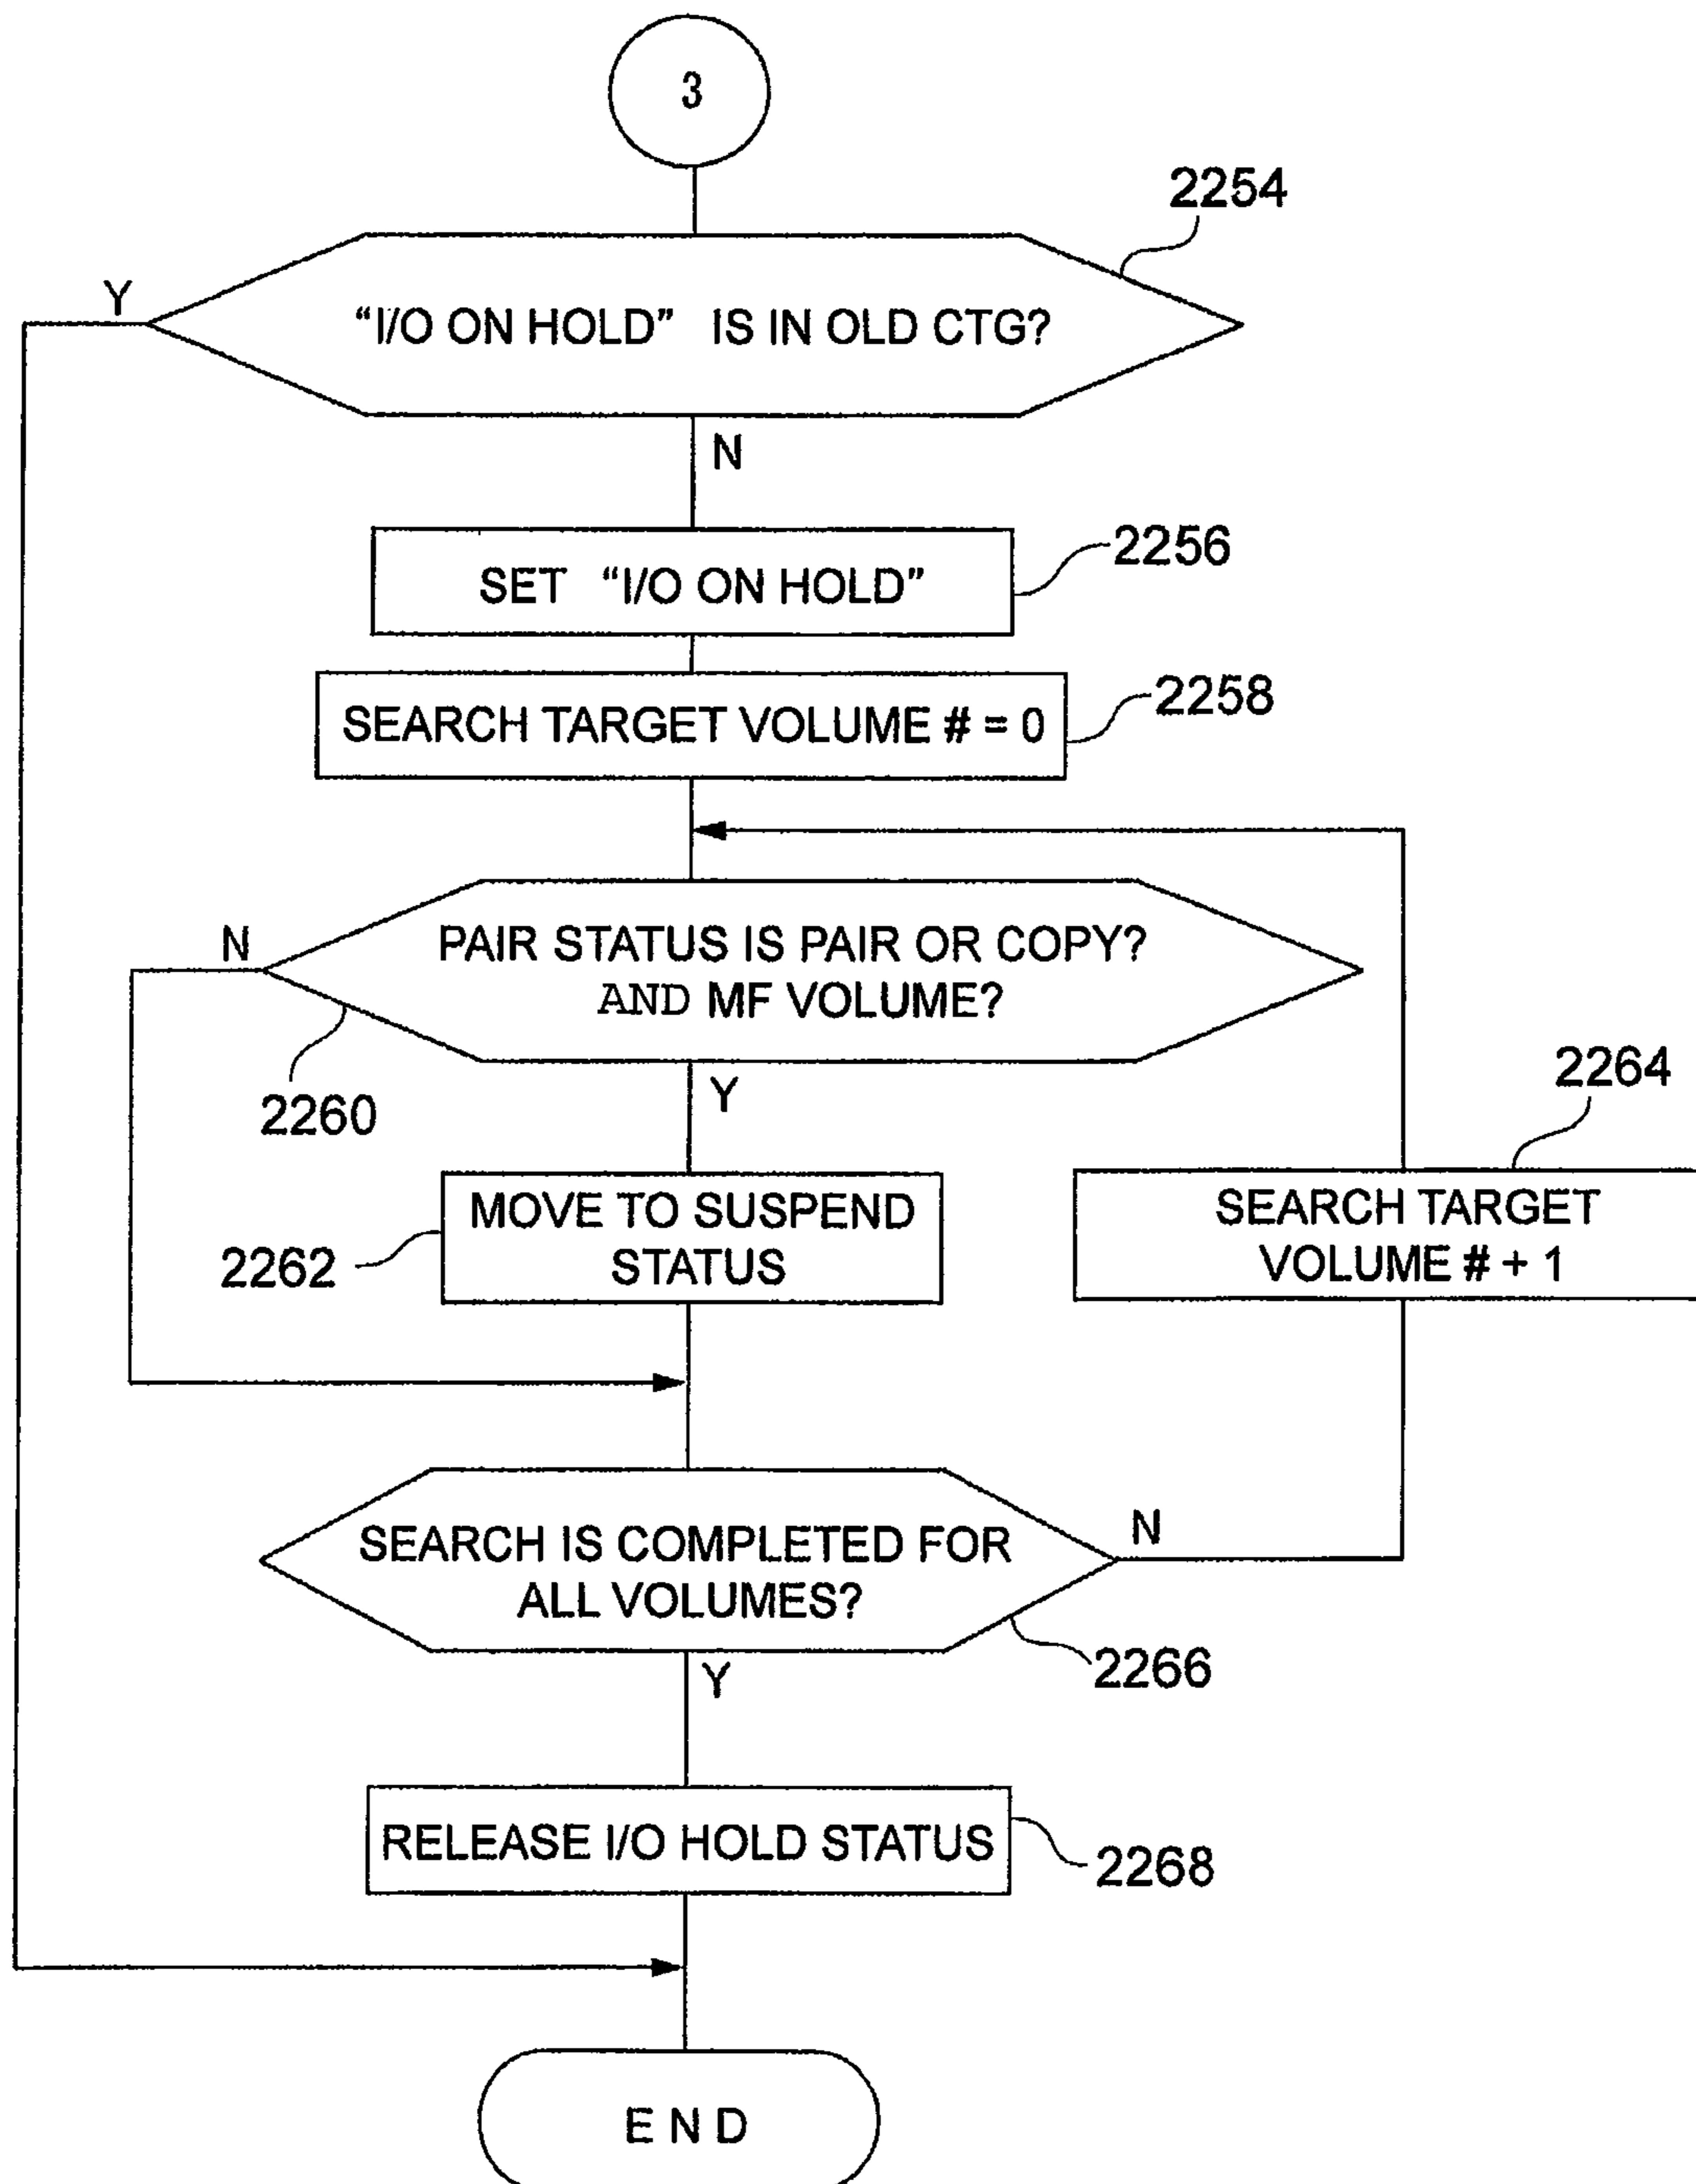 3
2254
Y
“I/O ON HOLD” IS IN OLD CTG?
N
2256
SET “I/O ON HOLD”
2258
SEARCH TARGET VOLUME # = 0
N
PAIR STATUS IS PAIR OR COPY?
AND MF VOLUME?
2260
Y
2264
SEARCH TARGET
VOLUME # + 1
MOVE TO SUSPEND
STATUS
2262
N
SEARCH IS COMPLETED FOR
ALL VOLUMES?
2266
Y
RELEASE I/O HOLD STATUS
2268
E N D